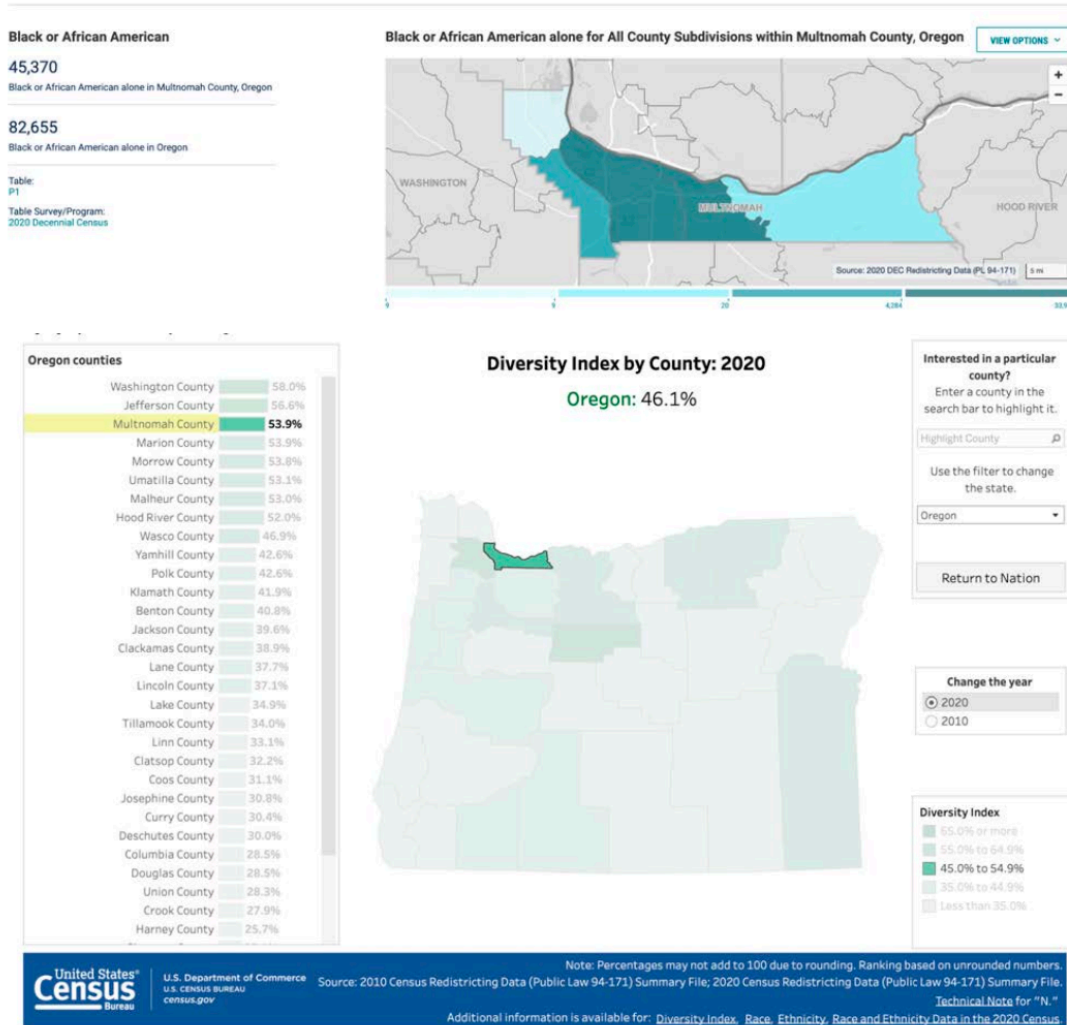 Black or African American
45,370
Black or African American alone in Multnomah County, Oregon
82,655
Black or African American alone in Oregon
Table:
P1
Table Survey/Program:
2020 Decennial Census
Black or African American alone for All County Subdivisions within Multnomah County, Oregon
VIEW OPTIONS
+
−
WASHINGTON
MULTNOMAH
HOOD RIVER
Source: 2020 DEC Redistricting Data (PL 94-171)
5 mi
9
9
20
4,284
Oregon counties
Washington County 58.0%
Jefferson County 56.6%
Multnomah County 53.9%
Marion County 53.9%
Morrow County 53.8%
Umatilla County 53.1%
Malheur County 53.0%
Hood River County 52.0%
Wasco County 46.9%
Yamhill County 42.6%
Polk County 42.6%
Klamath County 41.9%
Benton County 40.8%
Jackson County 39.6%
Clackamas County 38.9%
Lane County 37.7%
Lincoln County 37.1%
Lake County 34.9%
Tillamook County 34.0%
Linn County 33.1%
Clatsop County 32.2%
Coos County 31.1%
Josephine County 30.8%
Curry County 30.4%
Deschutes County 30.0%
Columbia County 28.5%
Douglas County 28.5%
Union County 28.3%
Crook County 27.9%
Harney County 25.7%
Diversity Index by County: 2020
Oregon: 46.1%
Interested in a particular
county?
Enter a county in the
search bar to highlight it.
Highlight County
Use the filter to change
the state.
Oregon
Return to Nation
Change the year
2020
2010
Diversity Index
65.0% or more
55.0% to 64.9%
45.0% to 54.9%
35.0% to 44.9%
Less than 35.0%
United States®
Census
Bureau
U.S. Department of Commerce
U.S. CENSUS BUREAU
census.gov
Note: Percentages may not add to 100 due to rounding. Ranking based on unrounded numbers.
Source: 2010 Census Redistricting Data (Public Law 94-171) Summary File; 2020 Census Redistricting Data (Public Law 94-171) Summary File.
Technical Note for "N."
Additional information is available for: Diversity Index, Race, Ethnicity, Race and Ethnicity Data in the 2020 Census.